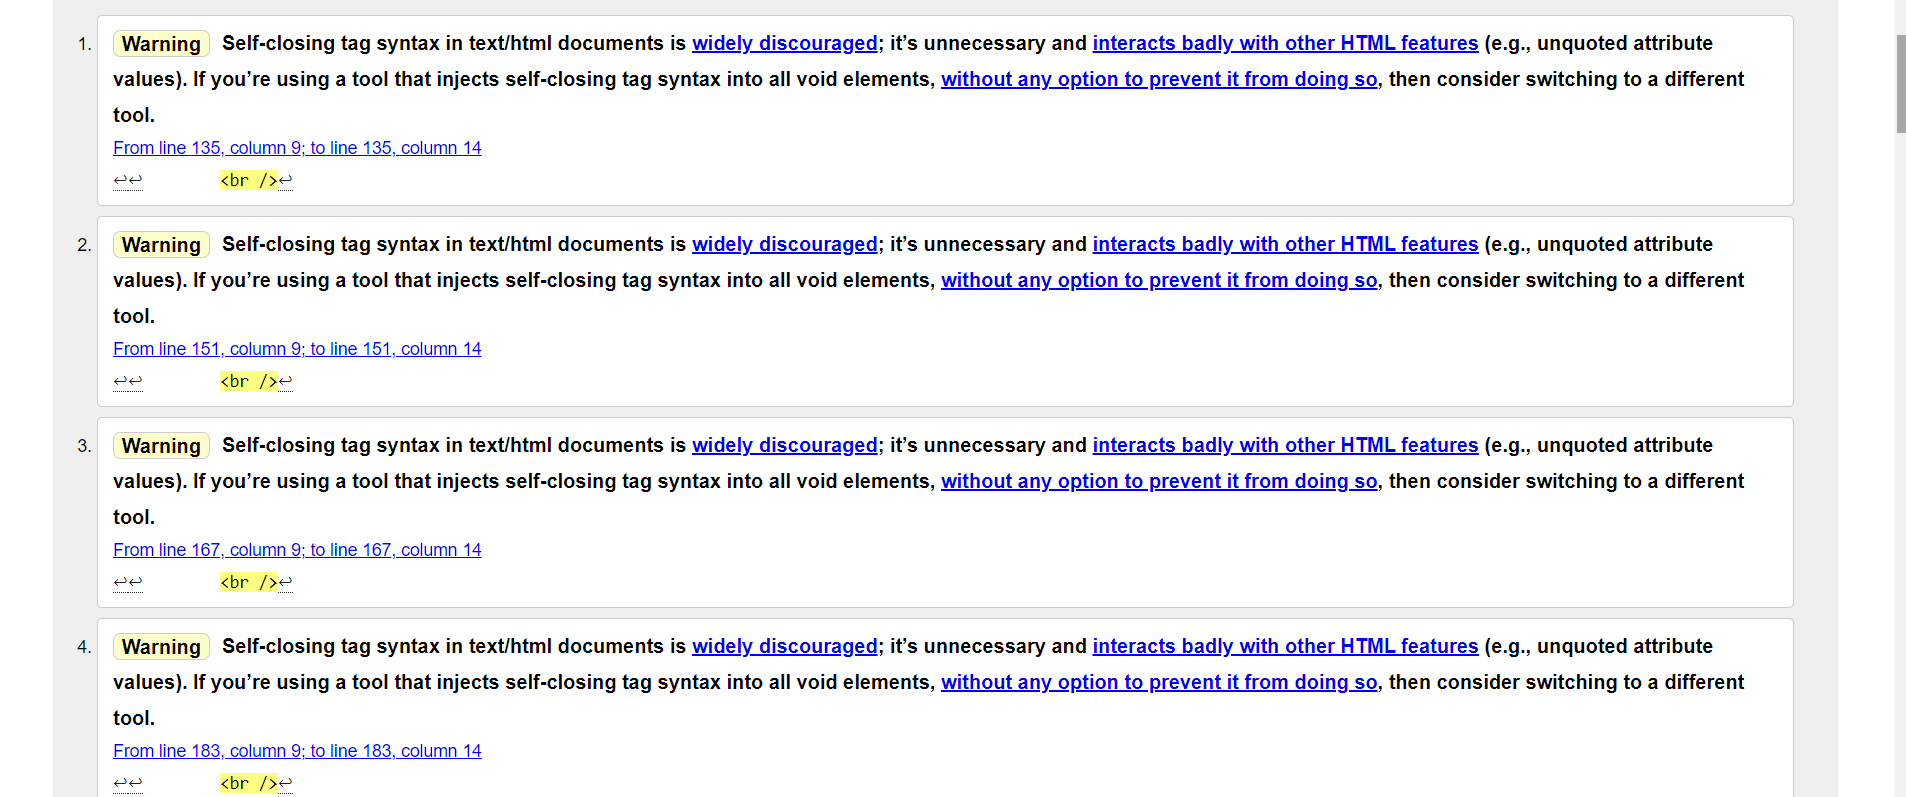 1. Warning Self-closing tag syntax in text/html documents is widely discouraged; it’s unnecessary and interacts badly with other HTML features (e.g., unquoted attribute
values). If you’re using a tool that injects self-closing tag syntax into all void elements, without any option to prevent it from doing so, then consider switching to a different
tool.
From line 135, column 9; to line 135, column 14
↩↩ <br />↩
2. Warning Self-closing tag syntax in text/html documents is widely discouraged; it’s unnecessary and interacts badly with other HTML features (e.g., unquoted attribute
values). If you’re using a tool that injects self-closing tag syntax into all void elements, without any option to prevent it from doing so, then consider switching to a different
tool.
From line 151, column 9; to line 151, column 14
↩↩ <br />↩
3. Warning Self-closing tag syntax in text/html documents is widely discouraged; it’s unnecessary and interacts badly with other HTML features (e.g., unquoted attribute
values). If you’re using a tool that injects self-closing tag syntax into all void elements, without any option to prevent it from doing so, then consider switching to a different
tool.
From line 167, column 9; to line 167, column 14
↩↩ <br />↩
4. Warning Self-closing tag syntax in text/html documents is widely discouraged; it’s unnecessary and interacts badly with other HTML features (e.g., unquoted attribute
values). If you’re using a tool that injects self-closing tag syntax into all void elements, without any option to prevent it from doing so, then consider switching to a different
tool.
From line 183, column 9; to line 183, column 14
↩↩ <br />↩